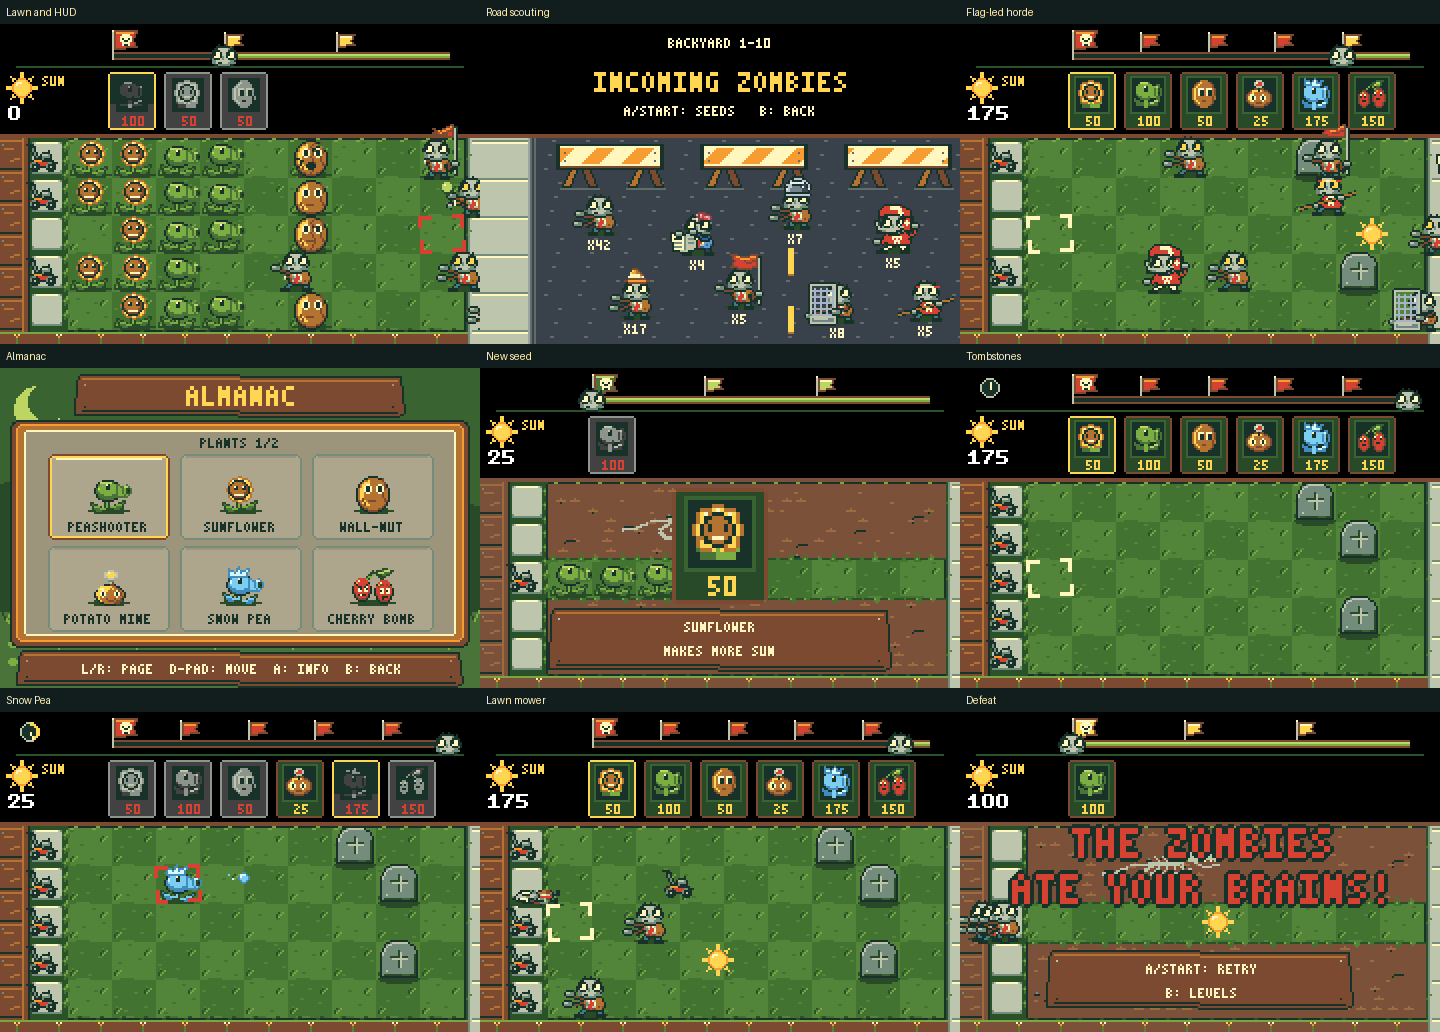 Lawn and HUD
SUN
0
100
50
50
Road scouting
BACKYARD 1-10
INCOMING ZOMBIES
A/START: SEEDS B: BACK
X42
X4
X7
X5
X17
X5
X8
X5
Flag-led horde
SUN
175
50
100
50
25
175
150
Almanac
ALMANAC
PLANTS 1/2
PEASHOOTER
SUNFLOWER
WALL-NUT
POTATO MINE
SNOW PEA
CHERRY BOMB
L/R: PAGE D-PAD: MOVE A: INFO B: BACK
New seed
SUN
25
100
50
SUNFLOWER
MAKES MORE SUN
Tombstones
SUN
175
50
100
50
25
175
150
Snow Pea
SUN
25
50
100
50
25
175
150
Lawn mower
SUN
175
50
100
50
25
175
150
Defeat
SUN
100
100
THE ZOMBIES
ATE YOUR BRAINS!
A/START: RETRY
B: LEVELS